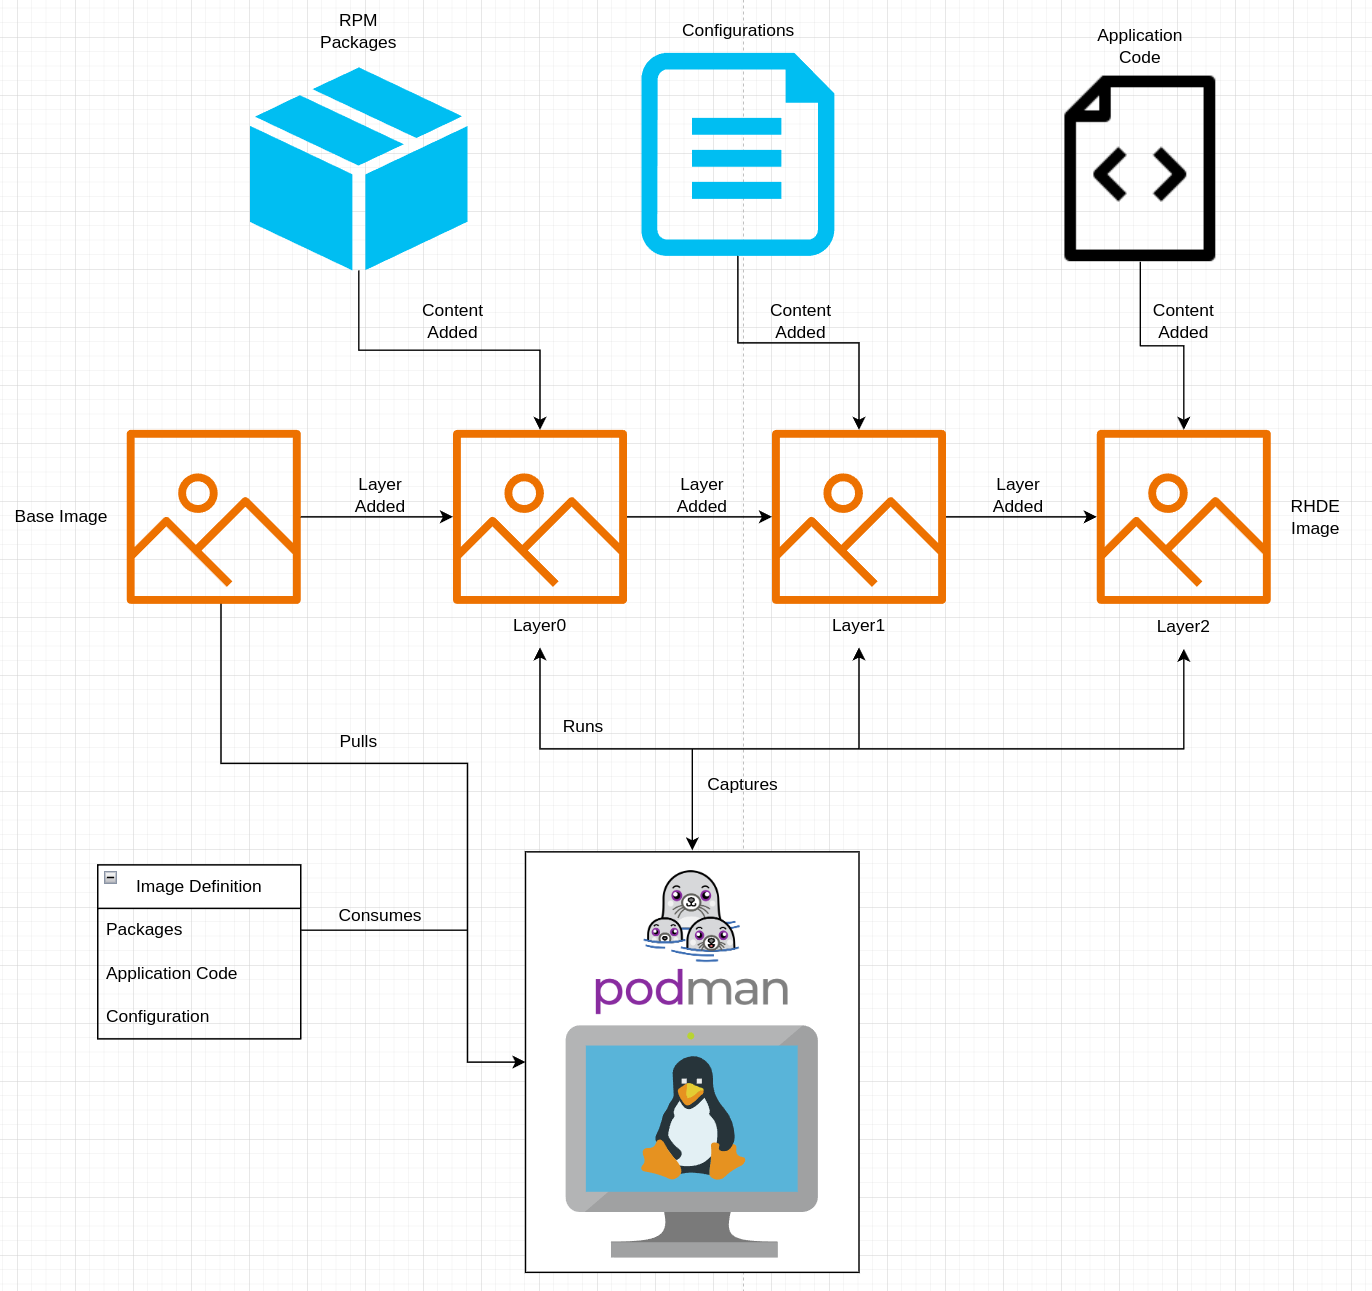 RPM
Packages
Configurations
Application
Code
Content
Added
Content
Added
Content
Added
Base Image
Layer
Added
Layer
Added
Layer
Added
RHDE
Image
Layer0
Layer1
Layer2
Runs
Pulls
Captures
Image Definition
Packages
Application Code
Configuration
Consumes
podman